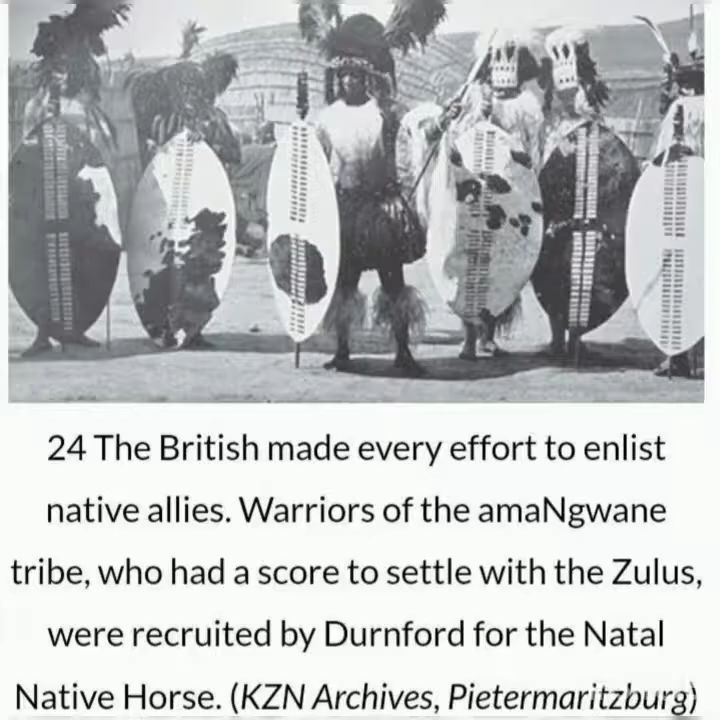 24 The British made every effort to enlist
native allies. Warriors of the amaNgwane
tribe, who had a score to settle with the Zulus,
were recruited by Durnford for the Natal
Native Horse. (KZN Archives, Pietermaritzburg)